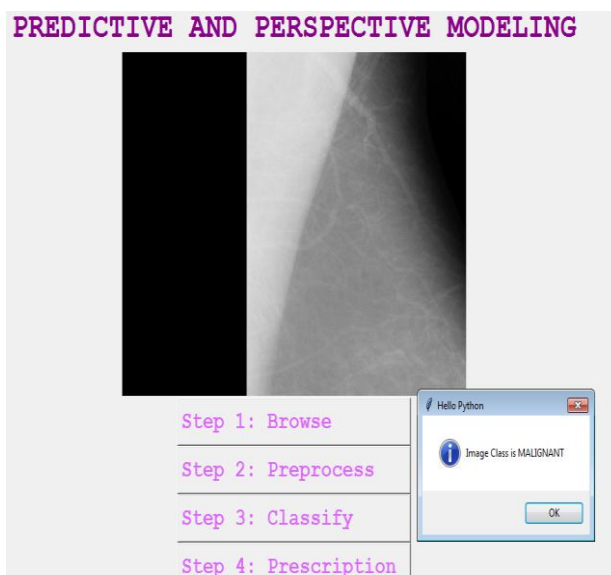 PREDICTIVE AND PERSPECTIVE MODELING
Step 1: Browse
Step 2: Preprocess
Step 3: Classify
Step 4: Prescription
Hello Python
Image Class is MALIGNANT
OK